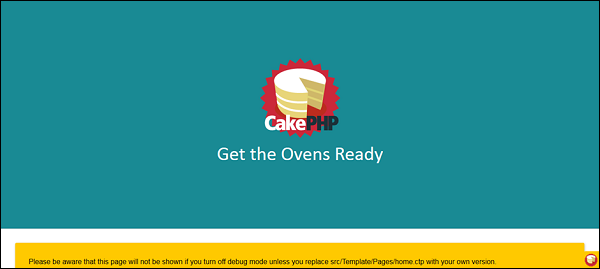 CakePHP
Get the Ovens Ready
Please be aware that this page will not be shown if you turn off debug mode unless you replace src/Template/Pages/home.ctp with your own version.